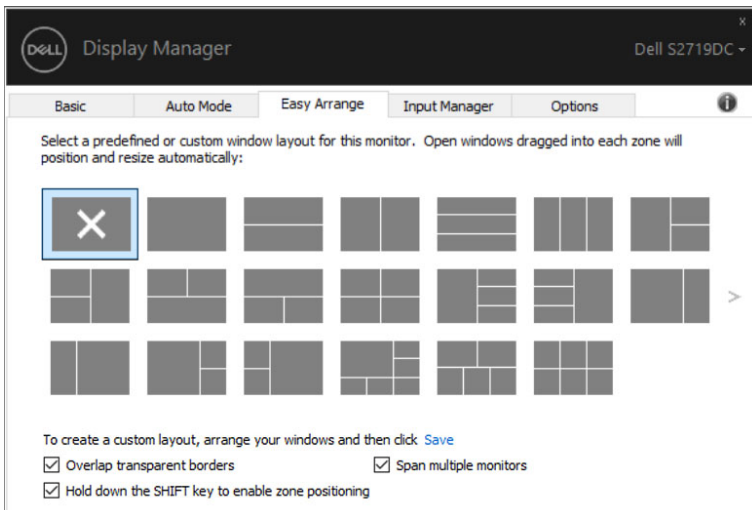 x
DELL
Display Manager
Dell S2719DC
Basic
Auto Mode
Easy Arrange
Input Manager
Options
i
Select a predefined or custom window layout for this monitor. Open windows dragged into each zone will
position and resize automatically:
To create a custom layout, arrange your windows and then click Save
Overlap transparent borders
Span multiple monitors
Hold down the SHIFT key to enable zone positioning